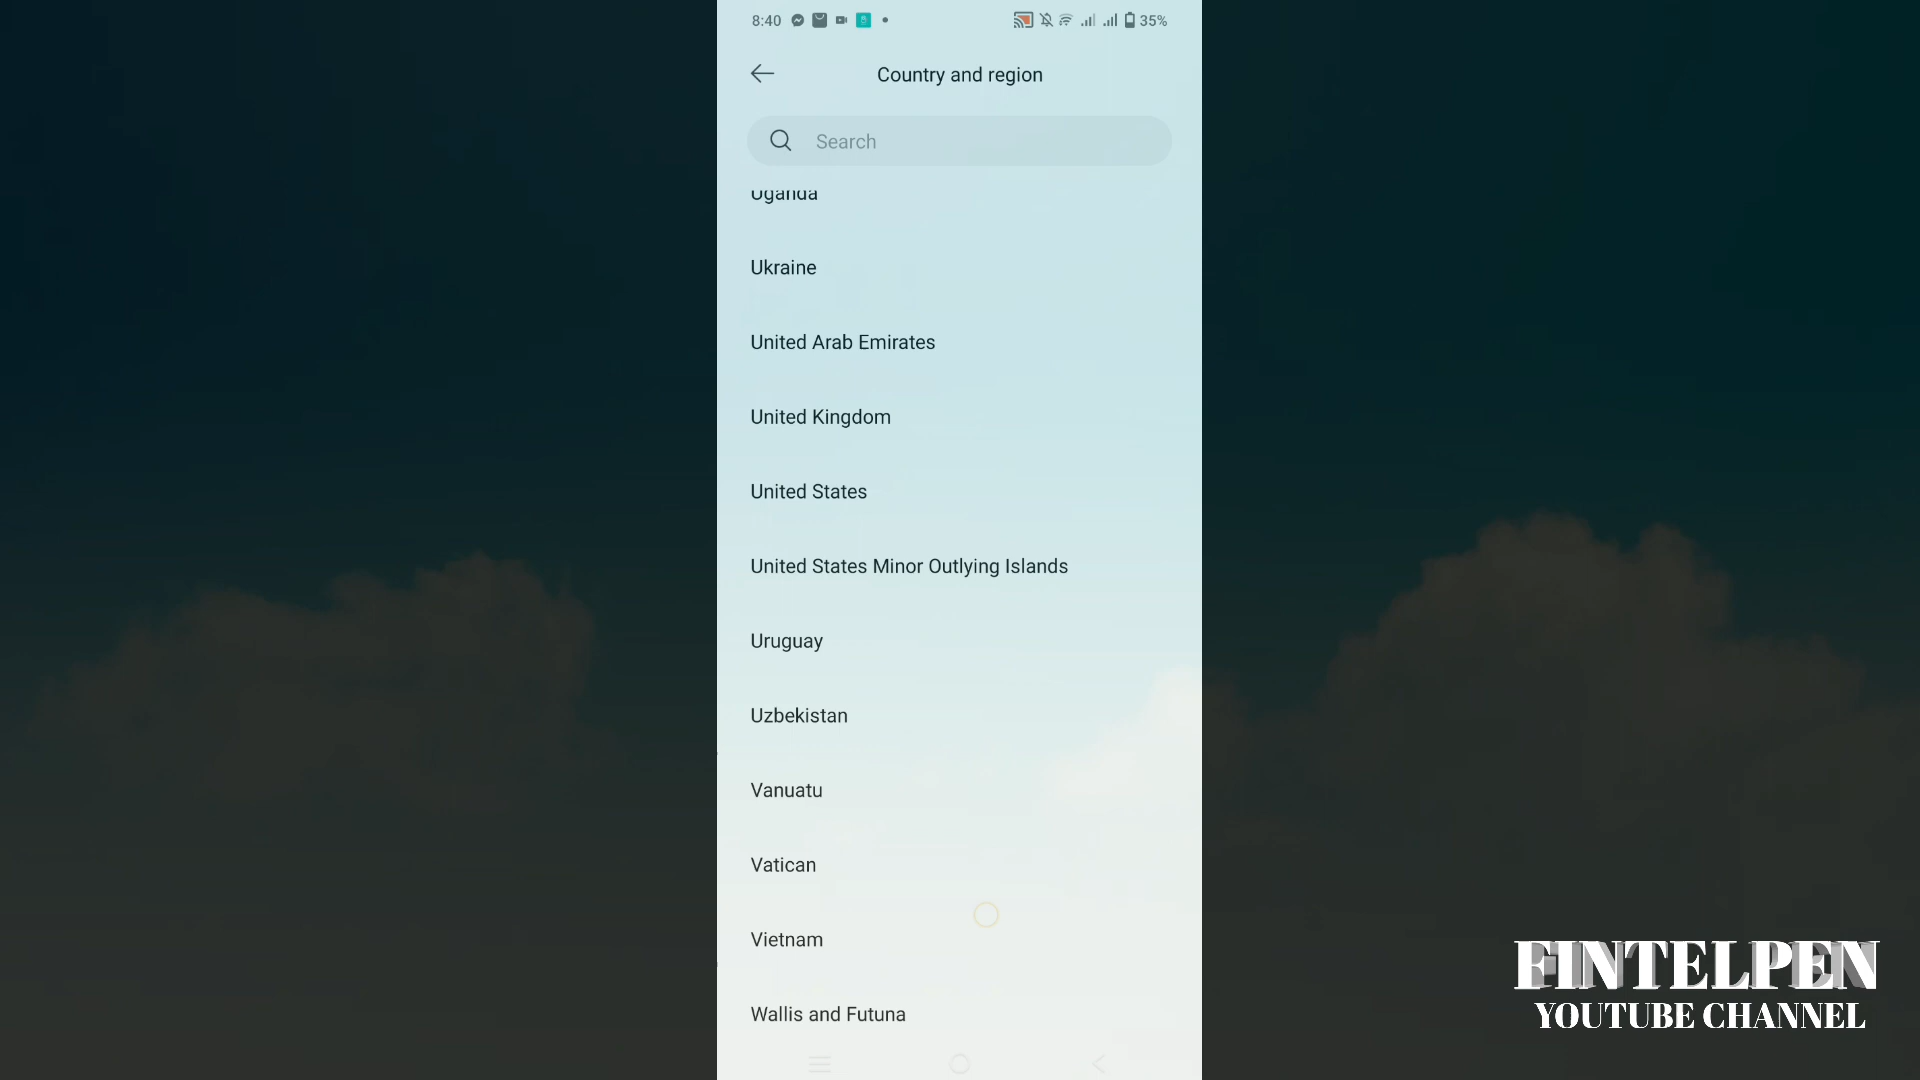 8:40
35%
Country and region
Search
Uganda
Ukraine
United Arab Emirates
United Kingdom
United States
United States Minor Outlying Islands
Uruguay
Uzbekistan
Vanuatu
Vatican
Vietnam
Wallis and Futuna
FINTELPEN
YOUTUBE CHANNEL